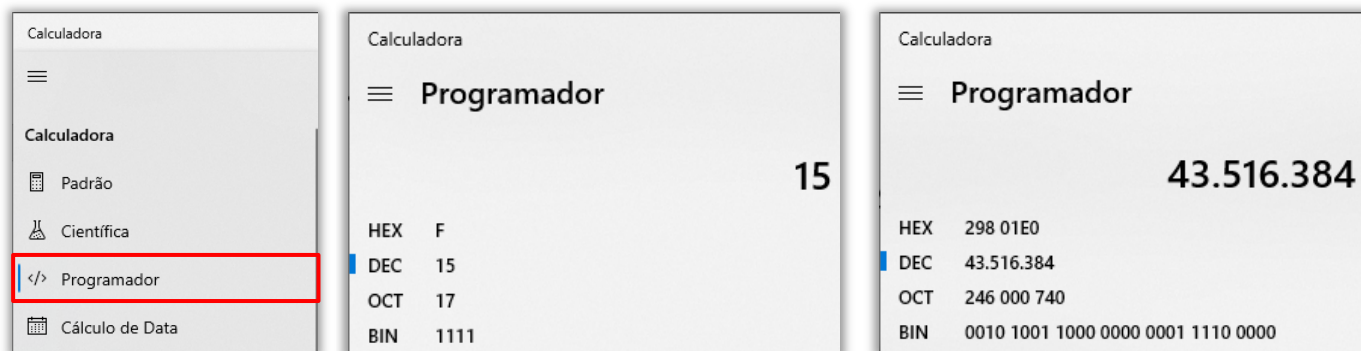 Calculadora
Calculadora
Padrão
Científica
</> Programador
Cálculo de Data
Calculadora
Programador
15
HEX F
DEC 15
OCT 17
BIN 1111
Calculadora
Programador
43.516.384
HEX 298 01E0
DEC 43.516.384
OCT 246 000 740
BIN 0010 1001 1000 0000 0001 1110 0000